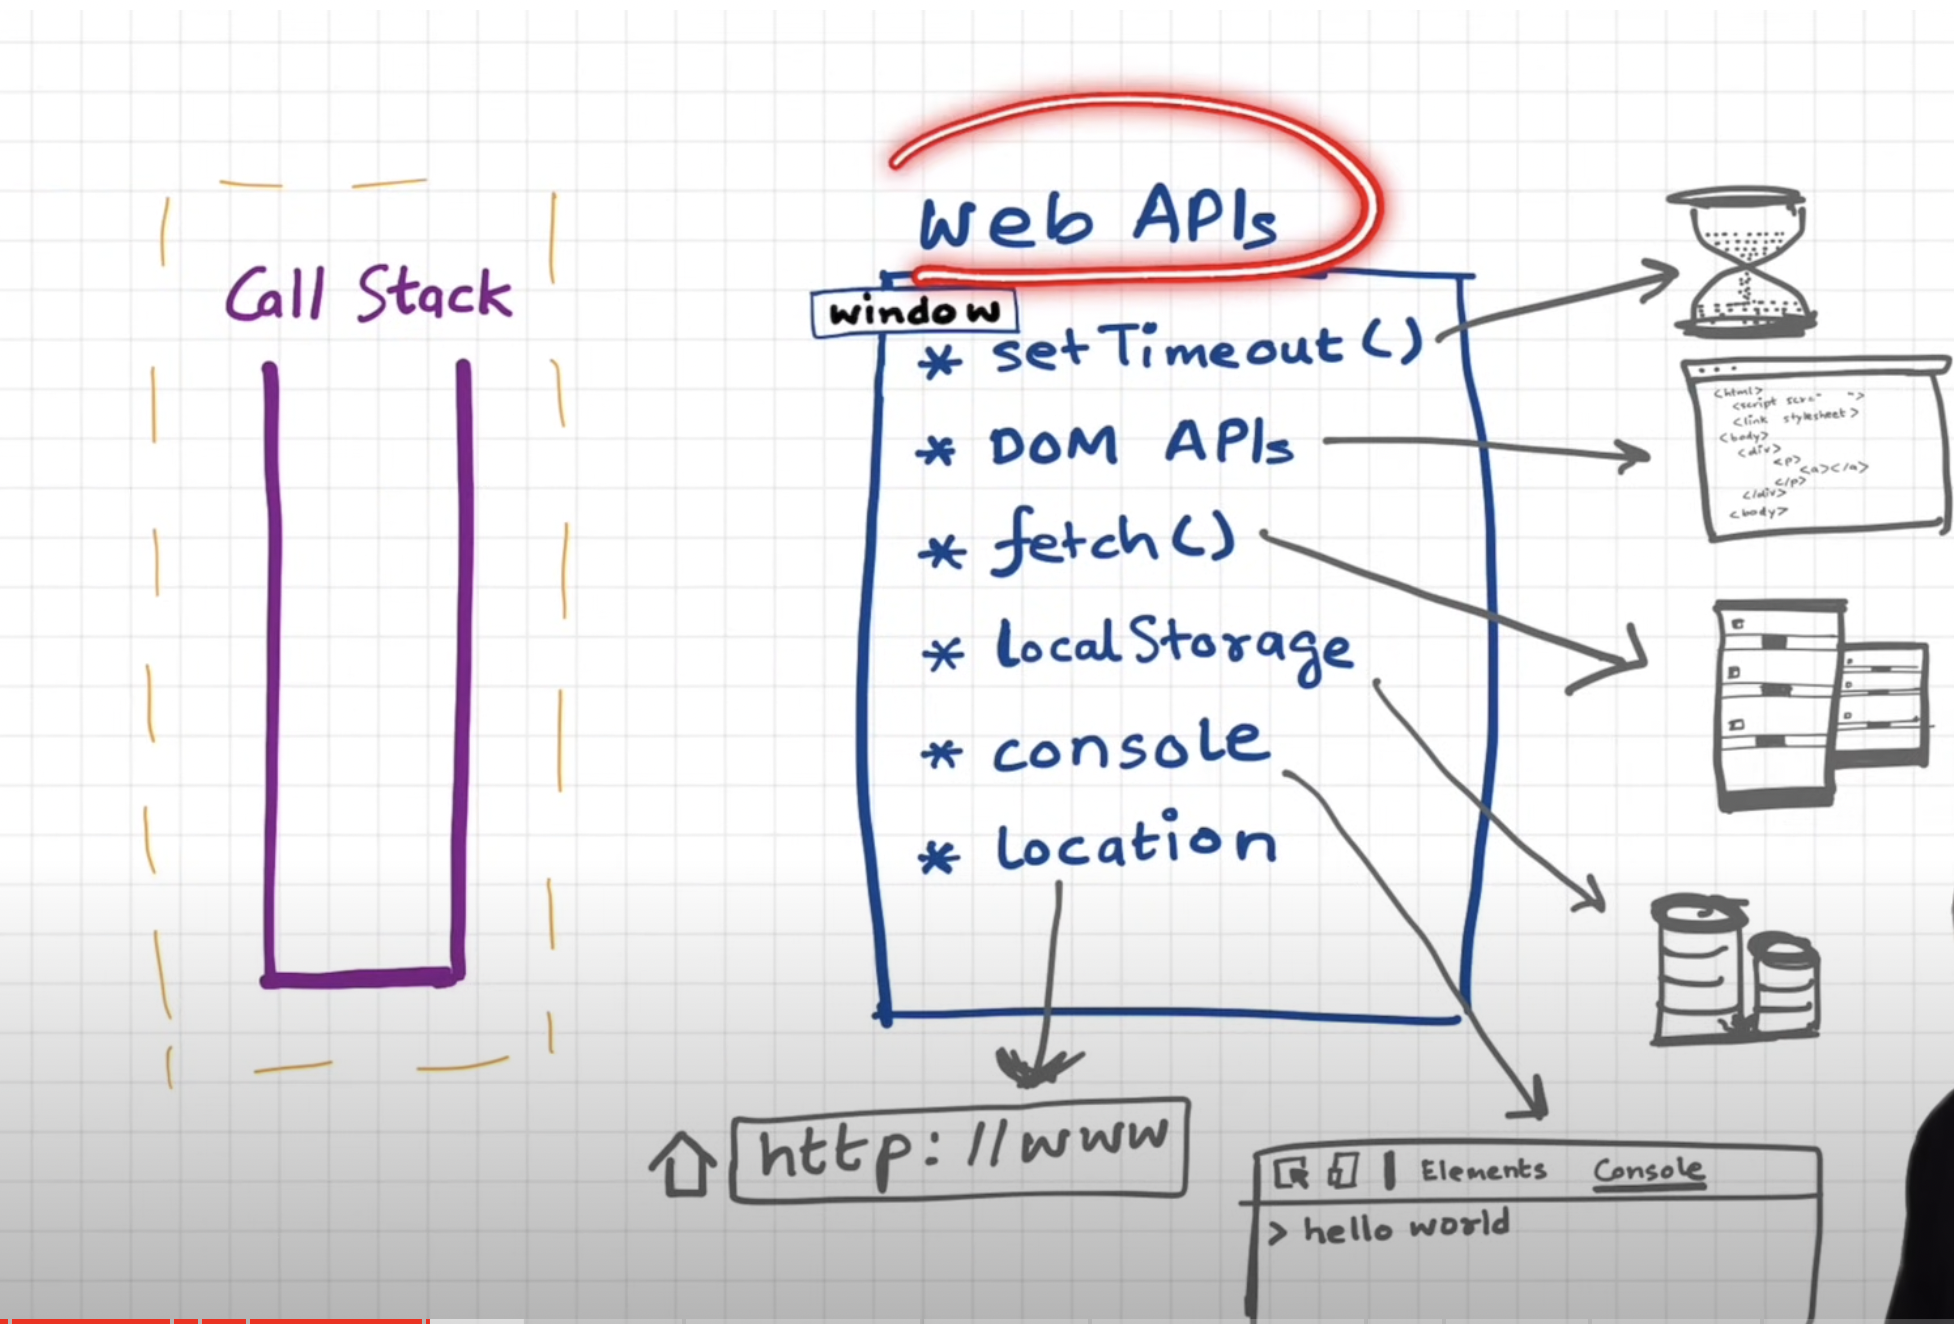 Web APIs
Call Stack
window
* setTimeout()
* DOM APIs
* fetch()
* localStorage
* console
* location
<html>
<script scrc=" ">
<link stylesheet>
<body>
<div>
<p>
<a></a>
</p>
</div>
<body>
http://www
Elements Console
> hello world